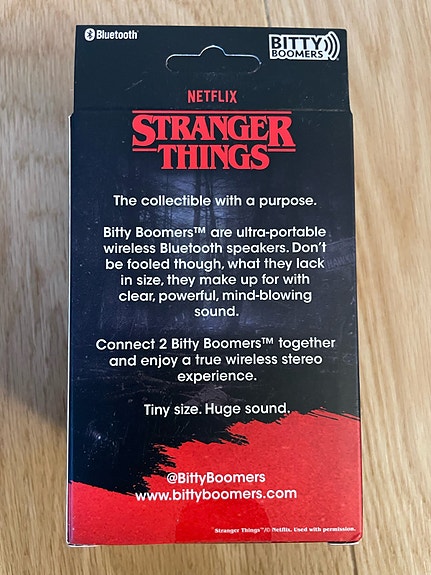 Bluetooth®
BITTY
BOOMERS™
NETFLIX
STRANGER
THINGS
The collectible with a purpose.
Bitty Boomers™ are ultra-portable
wireless Bluetooth speakers. Don't
be fooled though, what they lack
in size, they make up for with
clear, powerful, mind-blowing
sound.
Connect 2 Bitty Boomers™ together
and enjoy a true wireless stereo
experience.
Tiny size. Huge sound.
@BittyBoomers
www.bittyboomers.com
Stranger Things™/© Netflix. Used with permission.